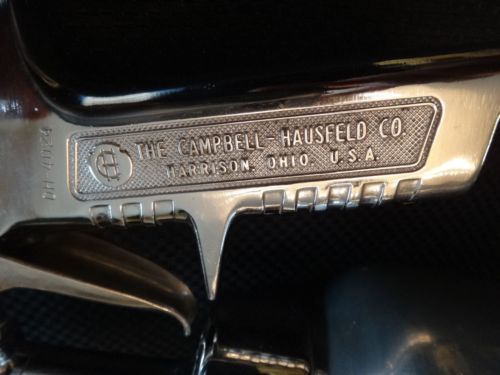 THE CAMPBELL-HAUSFELD CO.
HARRISON, OHIO, U.S.A.